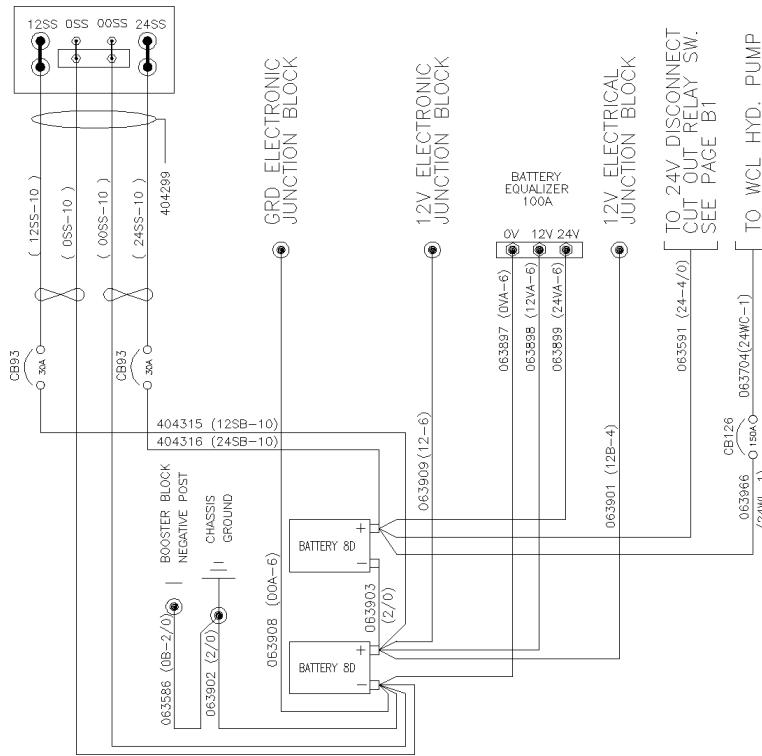 12SS 0SS 00SS 24SS
404299
( 12SS-10 )
( 0SS-10 )
( 00SS-10 )
( 24SS-10 )
CB93
30A
CB93
30A
GRD ELECTRONIC
JUNCTION BLOCK
12V ELECTRONIC
JUNCTION BLOCK
BATTERY
EQUALIZER
100A
0V 12V 24V
12V ELECTRICAL
JUNCTION BLOCK
TO 24V DISCONNECT
CUT OUT RELAY SW.
SEE PAGE B1
TO WCL HYD. PUMP
063897 (0VA-6)
063898 (12VA-6)
063899 (24VA-6)
063591 (24-4/0)
063704(24WC-1)
CB126
150A
063966
(24WL-1)
404315 (12SB-10)
404316 (24SB-10)
063909(12-6)
063901 (12B-4)
BOOSTER BLOCK
NEGATIVE POST
CHASSIS
GROUND
+
BATTERY 8D
−
063903
(2/0)
+
BATTERY 8D
−
063586 (0B-2/0)
063902 (2/0)
063908 (00A-6)